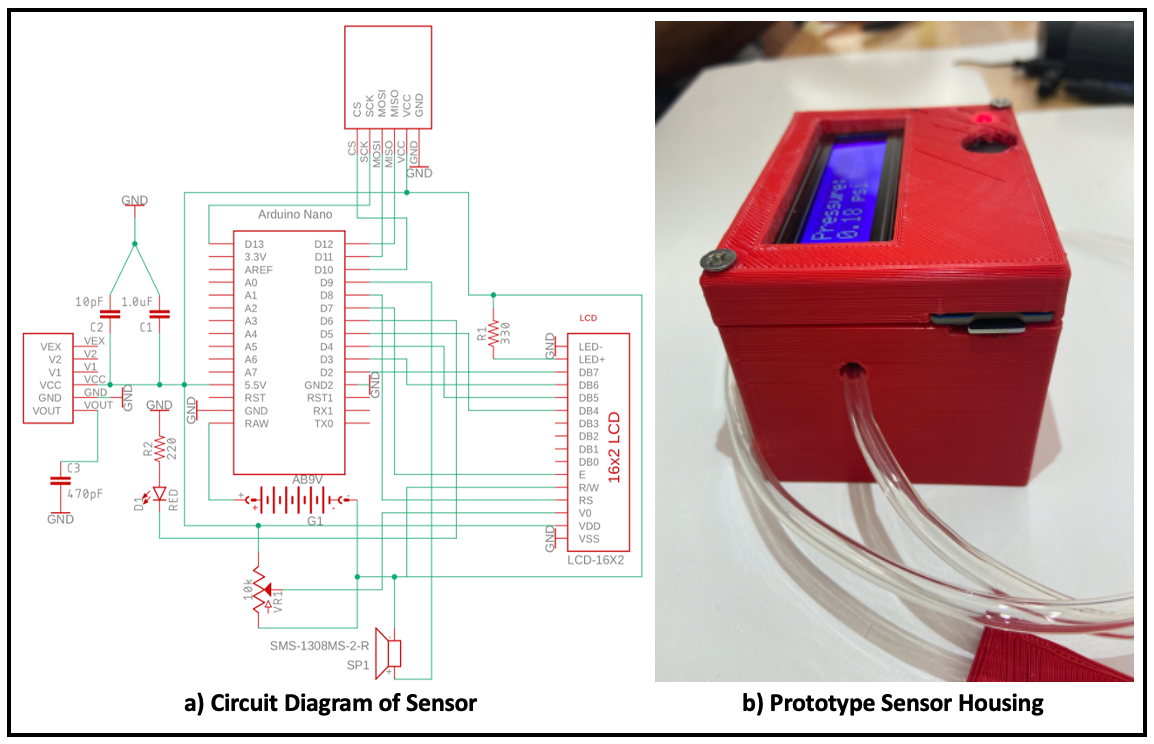 CS
SCK
MOSI
MISO
VCC
GND
CS
SCK
MOSI
MISO
VCC
GND
GND
GND
Arduino Nano
D13
3.3V
AREF
A0
A1
A2
A3
A4
A5
A6
A7
5.5V
RST
GND
RAW
D12
D11
D10
D9
D8
D7
D6
D5
D4
D3
D2
GND2
RST1
RX1
TX0
GND
GND
10pF
C2
1.0uF
C1
VEX
V2
V1
VCC
GND
VOUT
VEX
V2
V1
VCC
GND
VOUT
GND
GND
R2
220
D1
RED
C3
470pF
GND
AB9V
+
+
-
-
G1
10k
VR1
SMS-1308MS-2-R
SP1
-
+
R1
330
LCD
GND
LED-
LED+
DB7
DB6
DB5
DB4
DB3
DB2
DB1
DB0
E
R/W
RS
V0
VDD
VSS
GND
16x2 LCD
LCD-16X2
a) Circuit Diagram of Sensor
Pressure:
0.18 psi
b) Prototype Sensor Housing